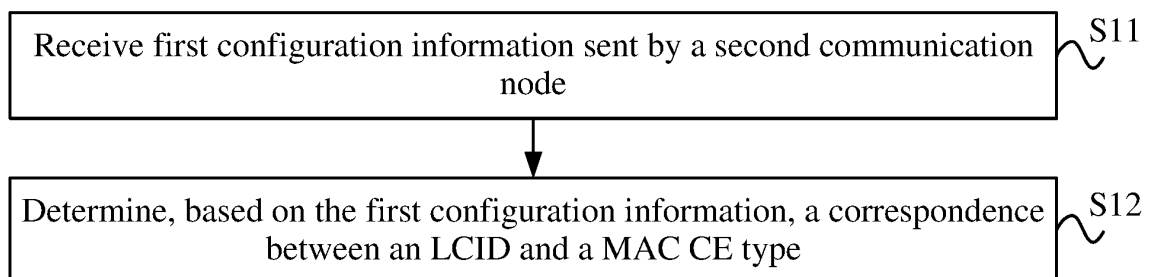 Receive first configuration information sent by a second communication
node
S11
Determine, based on the first configuration information, a correspondence
between an LCID and a MAC CE type
S12